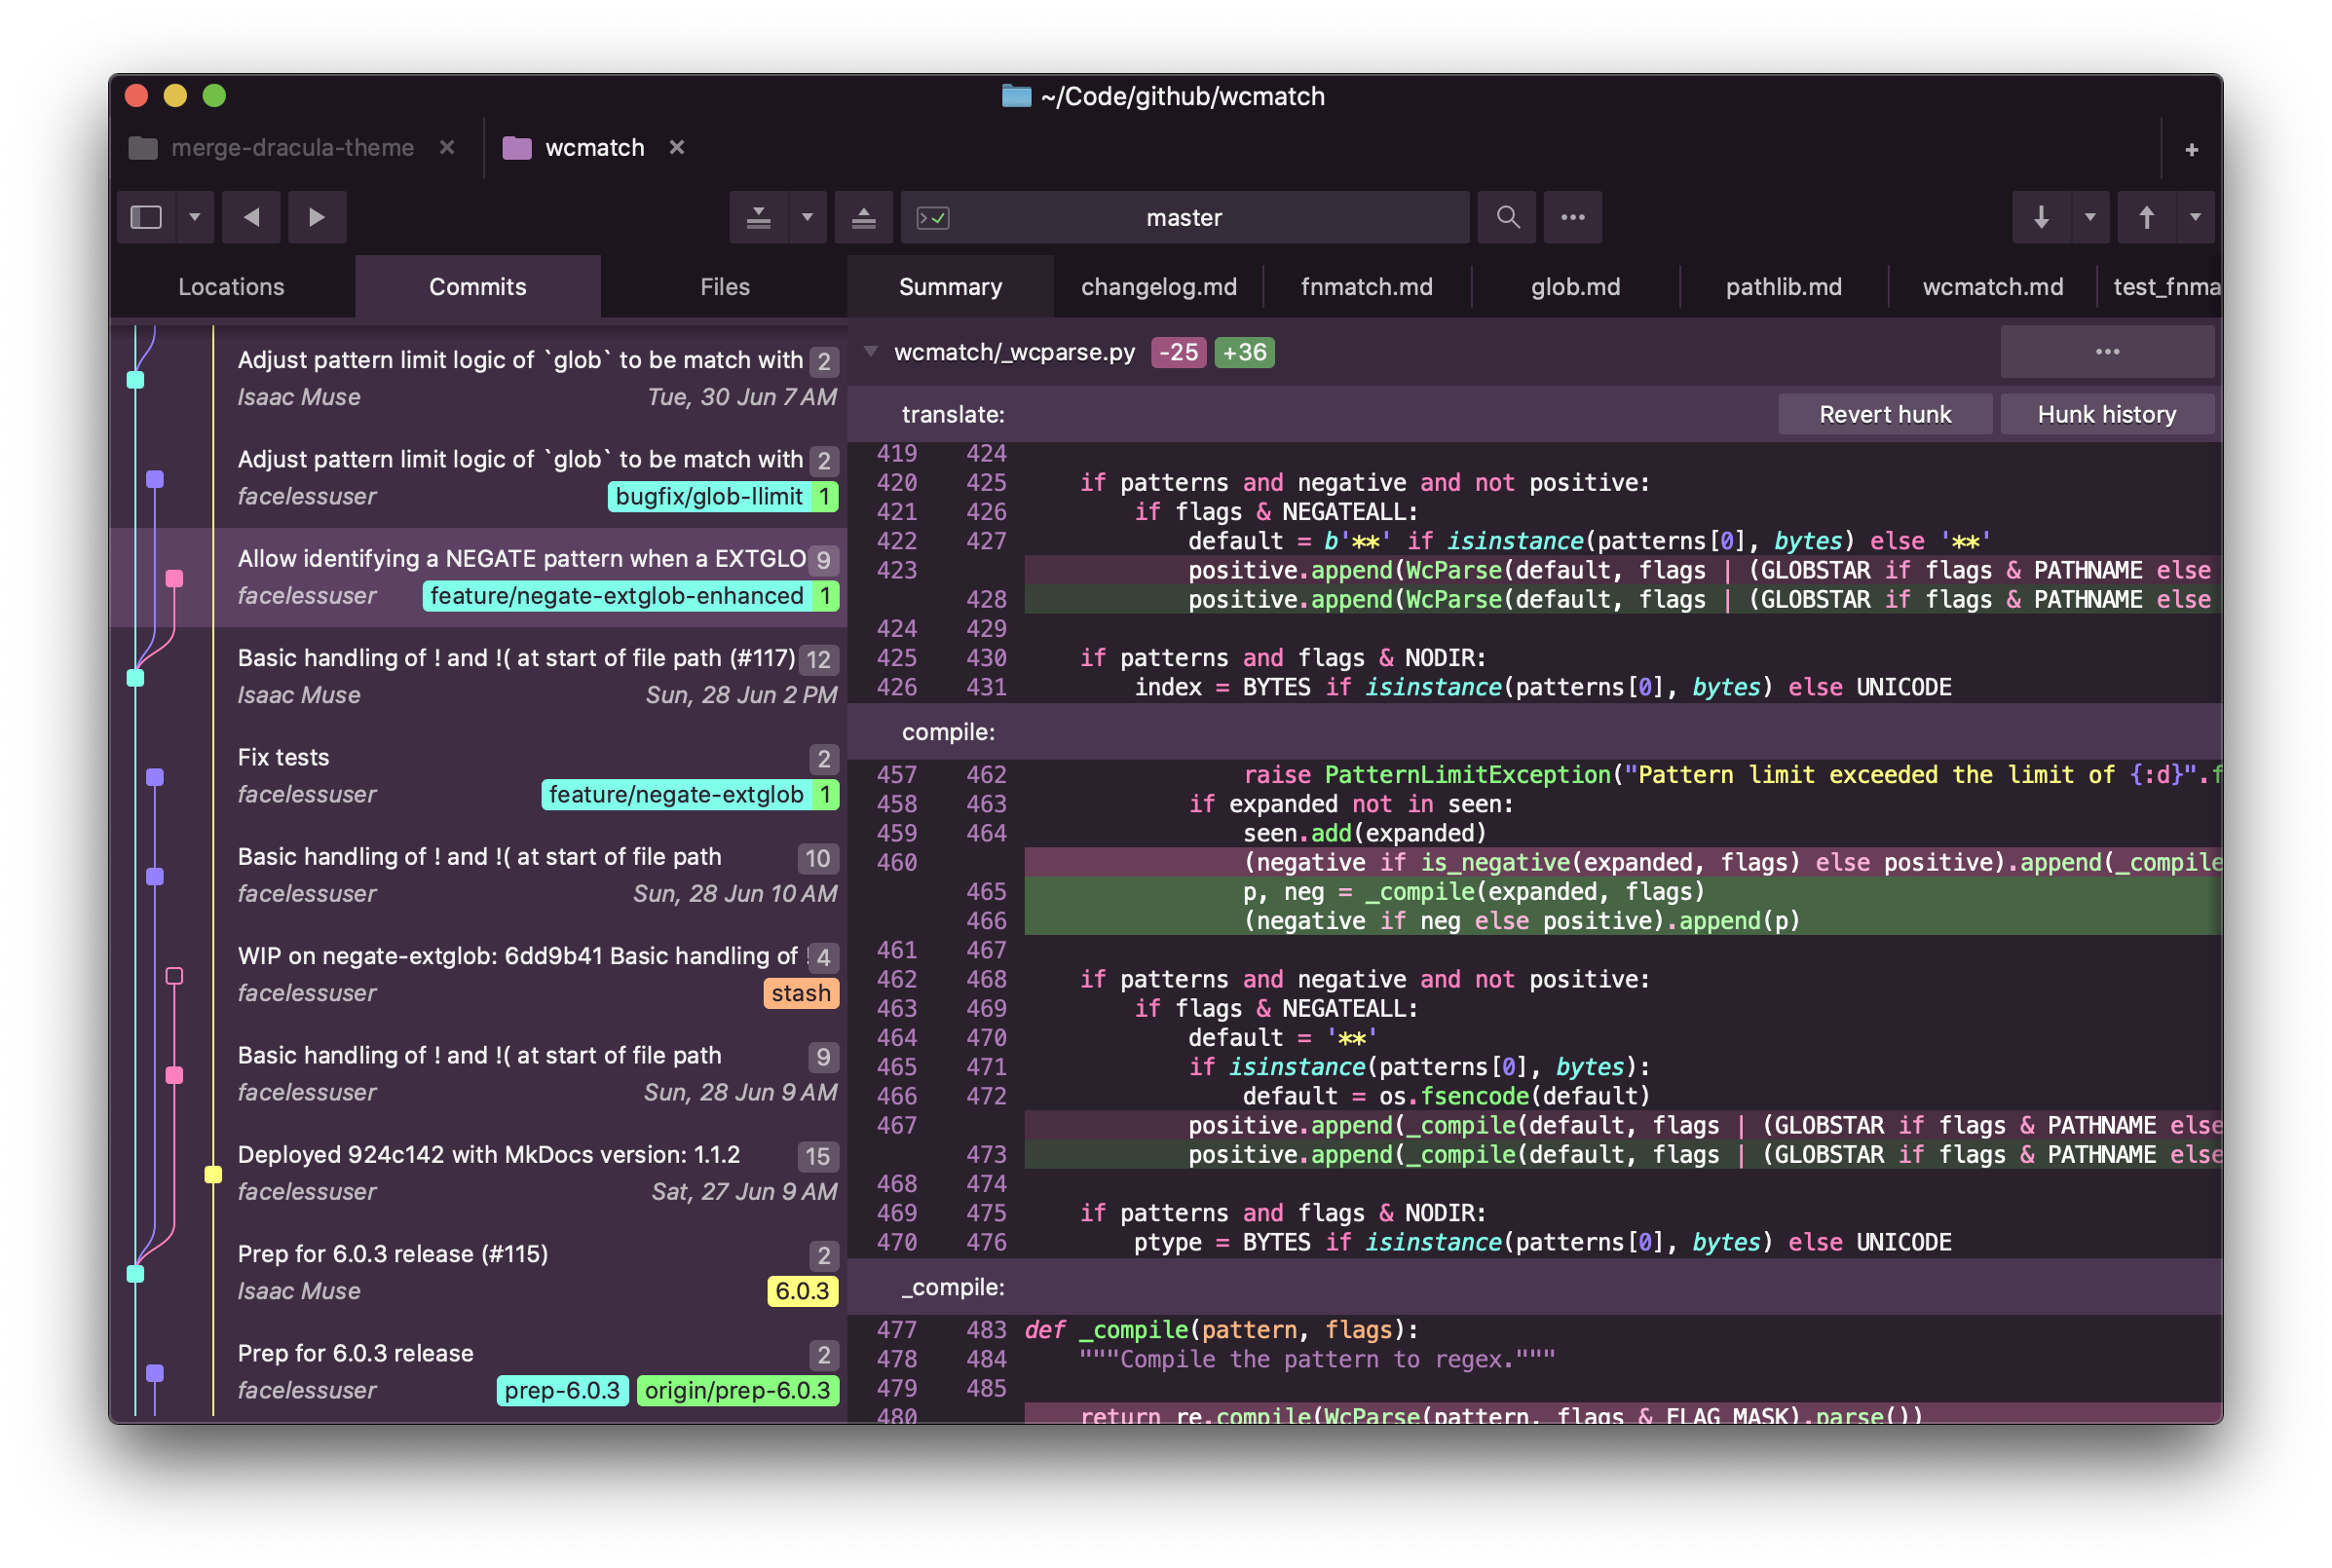 ~/Code/github/wcmatch
merge-dracula-theme
wcmatch
master
Locations
Commits
Files
Adjust pattern limit logic of `glob` to be match with 2
Isaac Muse Tue, 30 Jun 7 AM
Adjust pattern limit logic of `glob` to be match with 2
facelessuser bugfix/glob-llimit 1
Allow identifying a NEGATE pattern when a EXTGLO 9
facelessuser feature/negate-extglob-enhanced 1
Basic handling of ! and !( at start of file path (#117) 12
Isaac Muse Sun, 28 Jun 2 PM
Fix tests 2
facelessuser feature/negate-extglob 1
Basic handling of ! and !( at start of file path 10
facelessuser Sun, 28 Jun 10 AM
WIP on negate-extglob: 6dd9b41 Basic handling of ! 4
facelessuser stash
Basic handling of ! and !( at start of file path 9
facelessuser Sun, 28 Jun 9 AM
Deployed 924c142 with MkDocs version: 1.1.2 15
facelessuser Sat, 27 Jun 9 AM
Prep for 6.0.3 release (#115) 2
Isaac Muse 6.0.3
Prep for 6.0.3 release 2
facelessuser prep-6.0.3 origin/prep-6.0.3
Summary
changelog.md
fnmatch.md
glob.md
pathlib.md
wcmatch.md
test_fnma
wcmatch/_wcparse.py -25 +36
translate: Revert hunk Hunk history
419 424
420 425 if patterns and negative and not positive:
421 426 if flags & NEGATEALL:
422 427 default = b'**' if isinstance(patterns[0], bytes) else '**'
423 positive.append(WcParse(default, flags | (GLOBSTAR if flags & PATHNAME else
428 positive.append(WcParse(default, flags | (GLOBSTAR if flags & PATHNAME else
424 429
425 430 if patterns and flags & NODIR:
426 431 index = BYTES if isinstance(patterns[0], bytes) else UNICODE
compile:
457 462 raise PatternLimitException("Pattern limit exceeded the limit of {:d}".f
458 463 if expanded not in seen:
459 464 seen.add(expanded)
460 (negative if is_negative(expanded, flags) else positive).append(_compile
465 p, neg = _compile(expanded, flags)
466 (negative if neg else positive).append(p)
461 467
462 468 if patterns and negative and not positive:
463 469 if flags & NEGATEALL:
464 470 default = '**'
465 471 if isinstance(patterns[0], bytes):
466 472 default = os.fsencode(default)
467 positive.append(_compile(default, flags | (GLOBSTAR if flags & PATHNAME else
473 positive.append(_compile(default, flags | (GLOBSTAR if flags & PATHNAME else
468 474
469 475 if patterns and flags & NODIR:
470 476 ptype = BYTES if isinstance(patterns[0], bytes) else UNICODE
_compile:
477 483 def _compile(pattern, flags):
478 484 """Compile the pattern to regex."""
479 485
480 return re.compile(WcParse(pattern, flags & FLAG_MASK).parse())